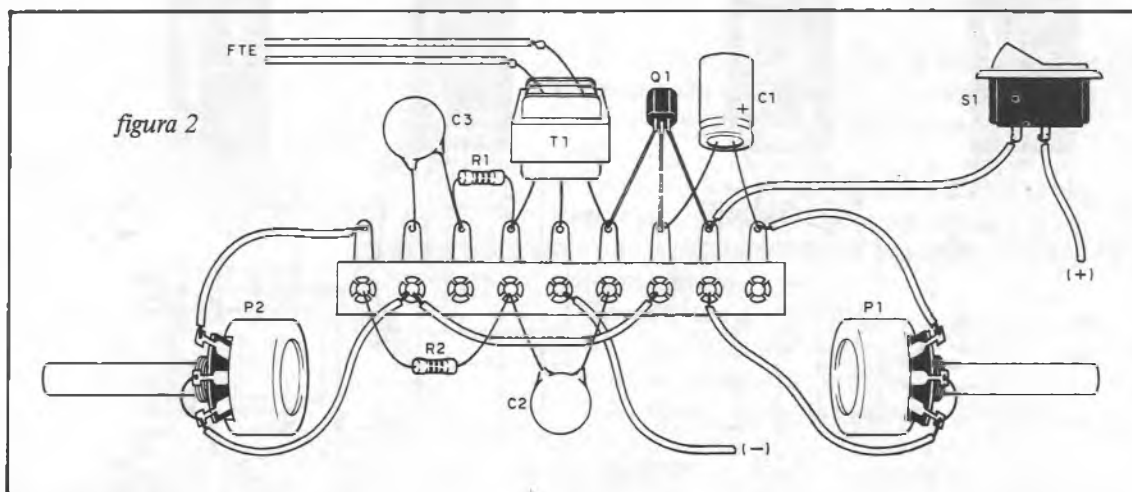 FTE
figura 2
C3
R1
T1
Q1
C1
+
S1
(+)
P2
R2
C2
(-)
P1